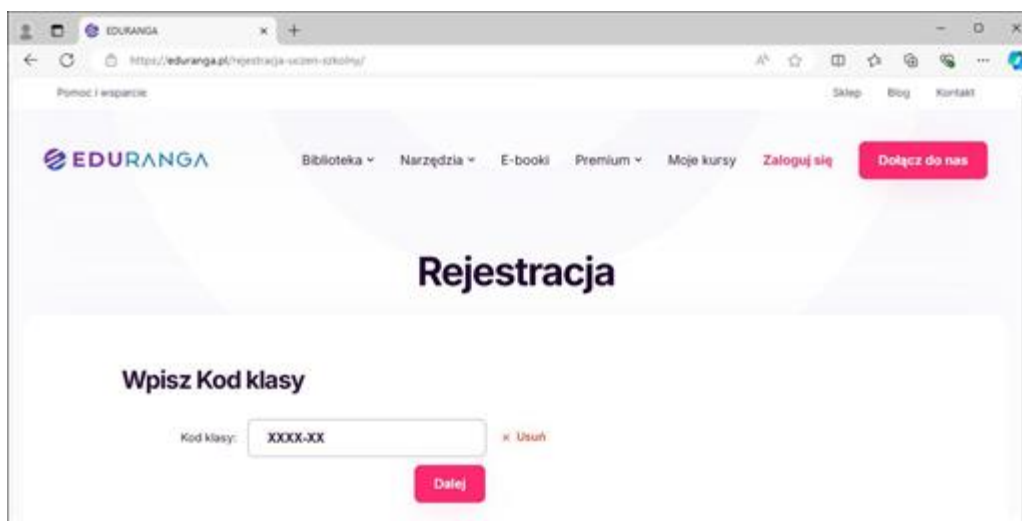 EDURANGA
https://eduranga.pl/rejestracja-uczen-szkolny/
Pomoc i wsparcie Sklep Blog Kontakt
EDURANGA Biblioteka Narzędzia E-booki Premium Moje kursy Zaloguj się Dołącz do nas
Rejestracja
Wpisz Kod klasy
Kod klasy: XXXX-XX × Usuń
Dalej